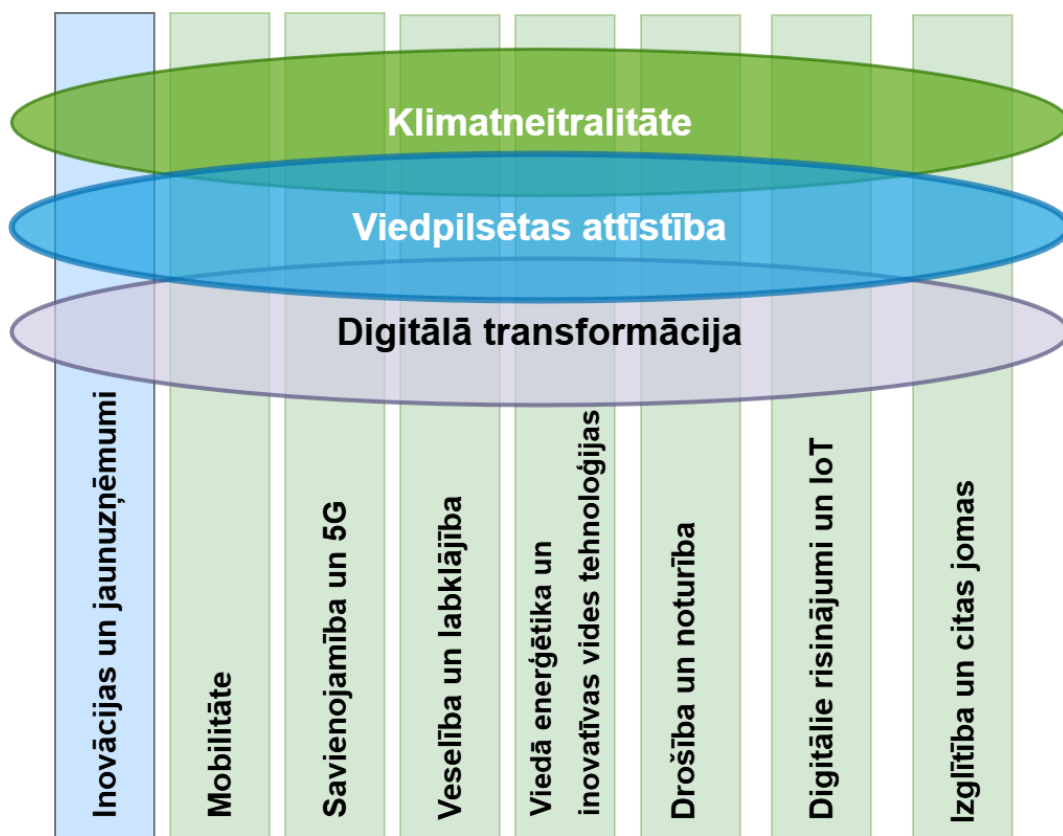 Klimatneitralitāte
Viedpilsētas attīstība
Digitālā transformācija
Inovācijas un jaunuzņēmumi
Mobilitāte
Savienojamība un 5G
Veselība un labklājība
Viedā enerģētika un
inovatīvas vides tehnoloģijas
Drošība un noturība
Digitālie risinājumi un IoT
Izglītība un citas jomas